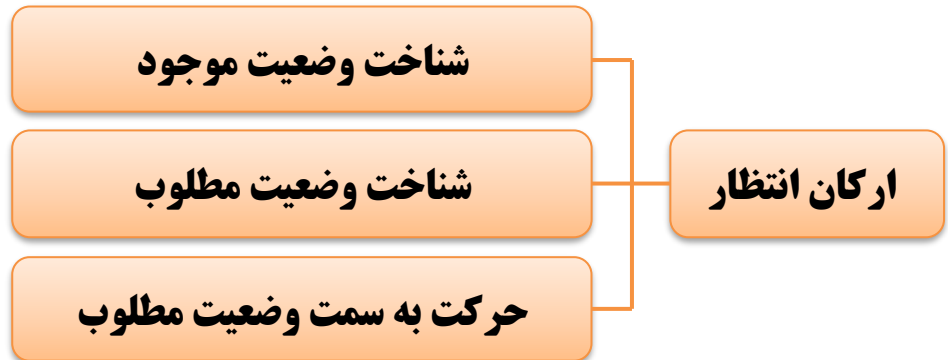 ارکان انتظار
شناخت وضعیت موجود
شناخت وضعیت مطلوب
حرکت به سمت وضعیت مطلوب